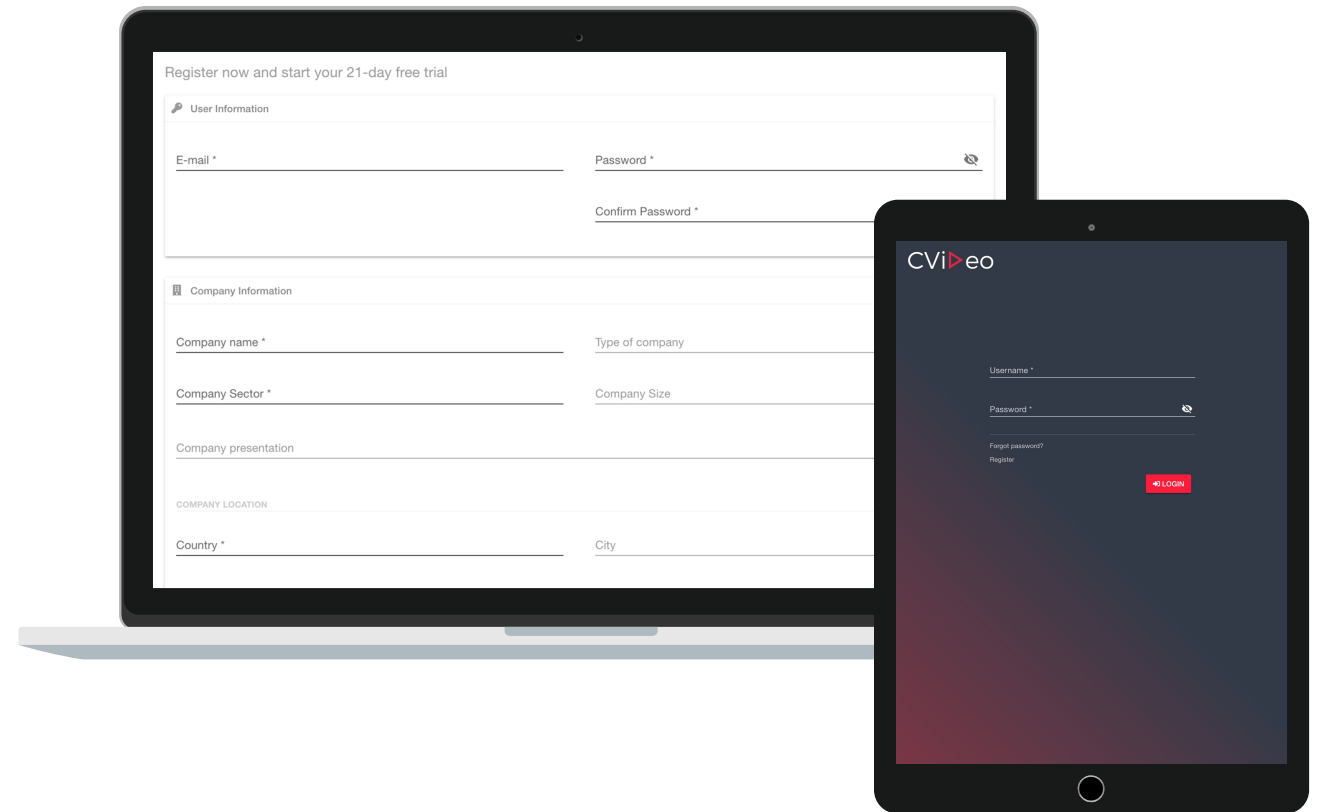 Register now and start your 21-day free trial
User Information
E-mail *
Password *
Confirm Password *
Company Information
Company name *
Type of company
Company Sector *
Company Size
Company presentation
COMPANY LOCATION
Country *
City
CVideo
Username *
Password *
Forgot password?
Register
LOGIN